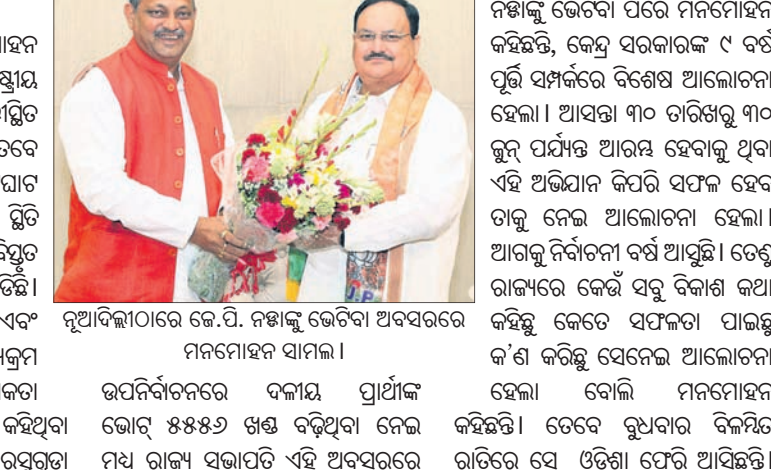 ୋହନ
ଷ୍ଟ୍ରୀୟ
ୀସ୍ଥିତ
ତେବେ
ଘାଟ
ସ୍ଥିତି
ବିସ୍ତୃତ
ଡିଛି।
ଏବଂ
୍ୟକ୍ରମ
ାକତା
କହିଥିବା
ରସଗଡ଼ା
ନୂଆଦିଲ୍ଲୀଠାରେ ଜେ.ପି. ନଡ୍ଡାଙ୍କୁ ଭେଟିବା ଅବସରରେ
ମନମୋହନ ସାମଲ।
ଉପନିର୍ବାଚନରେ ଦଳୀୟ ପ୍ରାର୍ଥୀଙ୍କ
ଭୋଟ୍ ୫୫୫୬ ଖଣ୍ଡ ବଢ଼ିଥିବା ନେଇ
ମଧ୍ୟ ରାଜ୍ୟ ସଭାପତି ଏହି ଅବସରରେ
ନଡ୍ଡାଙ୍କୁ ଭେଟିବା ପରେ ମନମୋହନ
କହିଛନ୍ତି, କେନ୍ଦ୍ର ସରକାରଙ୍କ ୯ ବର୍ଷ
ପୂର୍ତ୍ତି ସମ୍ପର୍କରେ ବିଶେଷ ଆଲୋଚନା
ହେଲା। ଆସନ୍ତା ୩୦ ତାରିଖରୁ ୩୦
ଜୁନ୍ ପର୍ଯ୍ୟନ୍ତ ଆରମ୍ଭ ହେବାକୁ ଥିବା
ଏହି ଅଭିଯାନ କିପରି ସଫଳ ହେବ
ତାକୁ ନେଇ ଆଲୋଚନା ହେଲା।
ଆଗକୁ ନିର୍ବାଚନୀ ବର୍ଷ ଆସୁଛି। ତେଣୁ
ରାଜ୍ୟରେ କେଉଁ ସବୁ ବିକାଶ କଥା
କହିଛୁ କେତେ ସଫଳତା ପାଇଛୁ
କ'ଣ କରିଛୁ ସେନେଇ ଆଲୋଚନା
ହେଲା ବୋଲି ମନମୋହନ
କହିଛନ୍ତି। ତେବେ ବୁଧବାର ବିଳମ୍ବିତ
ରାତିରେ ସେ ଓଡ଼ିଶା ଫେରି ଆସିଛନ୍ତି।